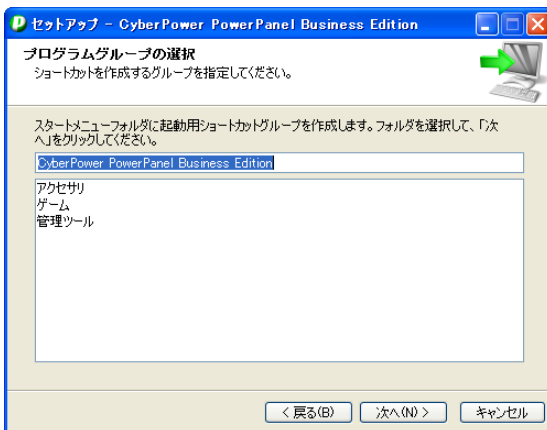 セットアップ - CyberPower PowerPanel Business Edition
プログラムグループの選択
ショートカットを作成するグループを指定してください。
スタートメニューフォルダに起動用ショートカットグループを作成します。フォルダを選択して、「次
へ」をクリックしてください。
CyberPower PowerPanel Business Edition
アクセサリ
ゲーム
管理ツール
< 戻る(B) 次へ(N) > キャンセル